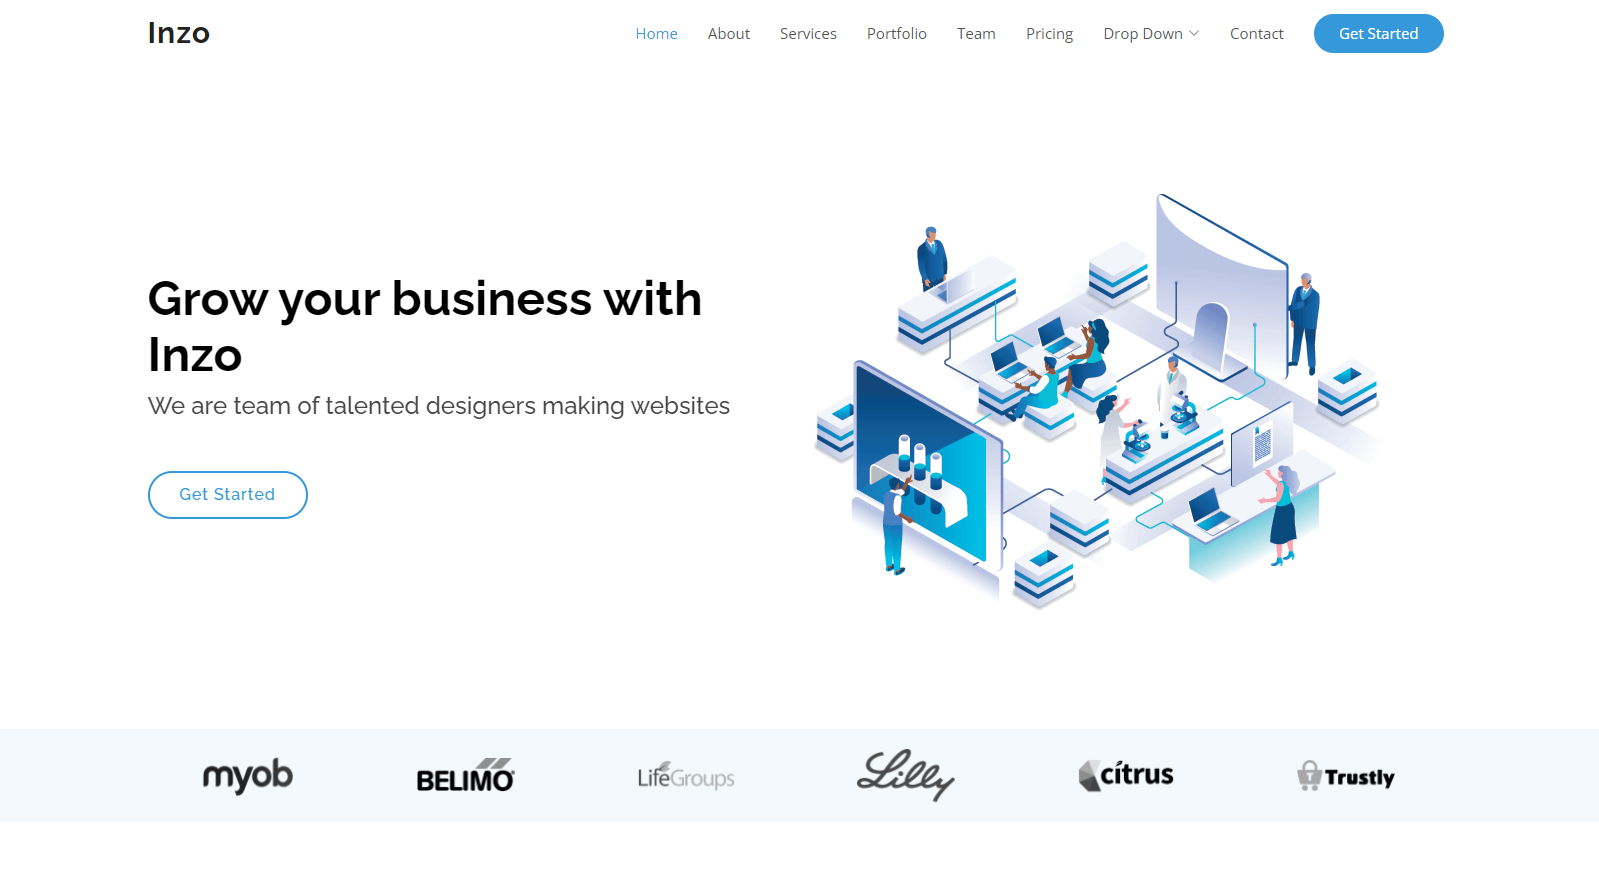 Inzo
Home About Services Portfolio Team Pricing Drop Down Contact Get Started
Grow your business with
Inzo
We are team of talented designers making websites
Get Started
myob BELIMO LifeGroups Lilly citrus Trustly